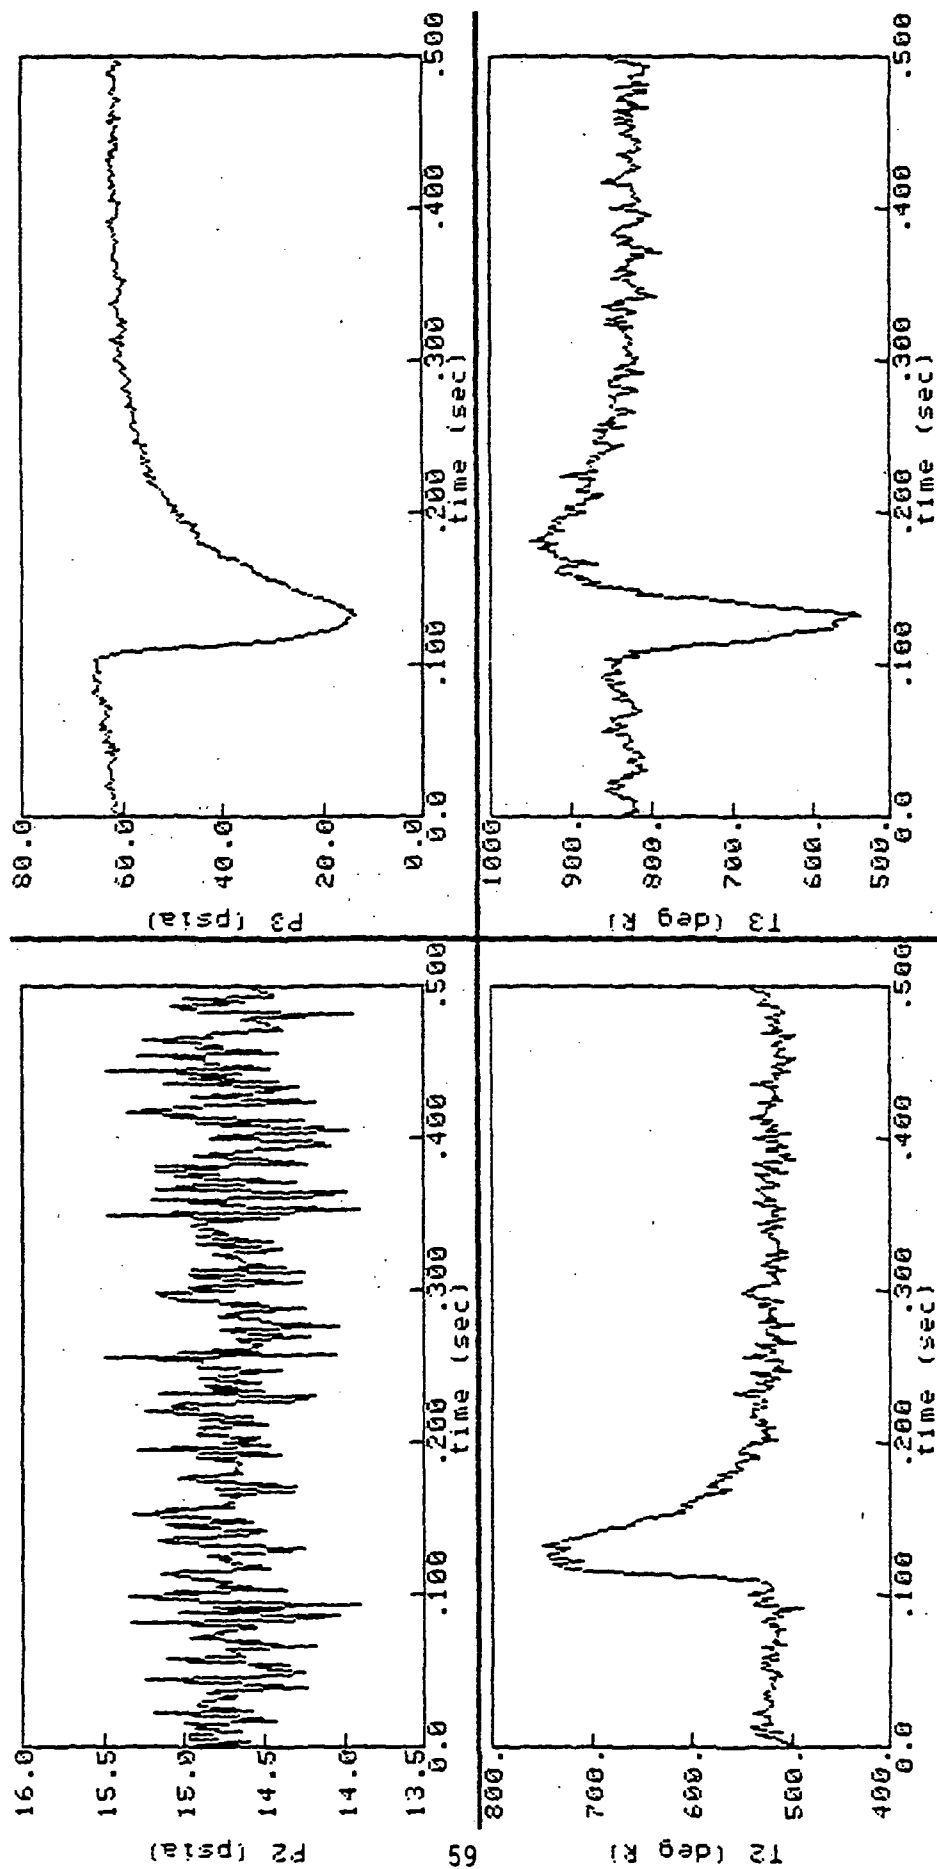 16.0
15.5
15.0
14.5
14.0
13.5
P2 (psia)
0.0 .100 .200 .300 .400 .500
time (sec)
80.0
60.0
40.0
20.0
0.0
P3 (psia)
0.0 .100 .200 .300 .400 .500
time (sec)
800.
700.
600.
500.
400.
T2 (deg R)
0.0 .100 .200 .300 .400 .500
time (sec)
1000
900.
800.
700.
600.
500.
T3 (deg R)
0.0 .100 .200 .300 .400 .500
time (sec)
59